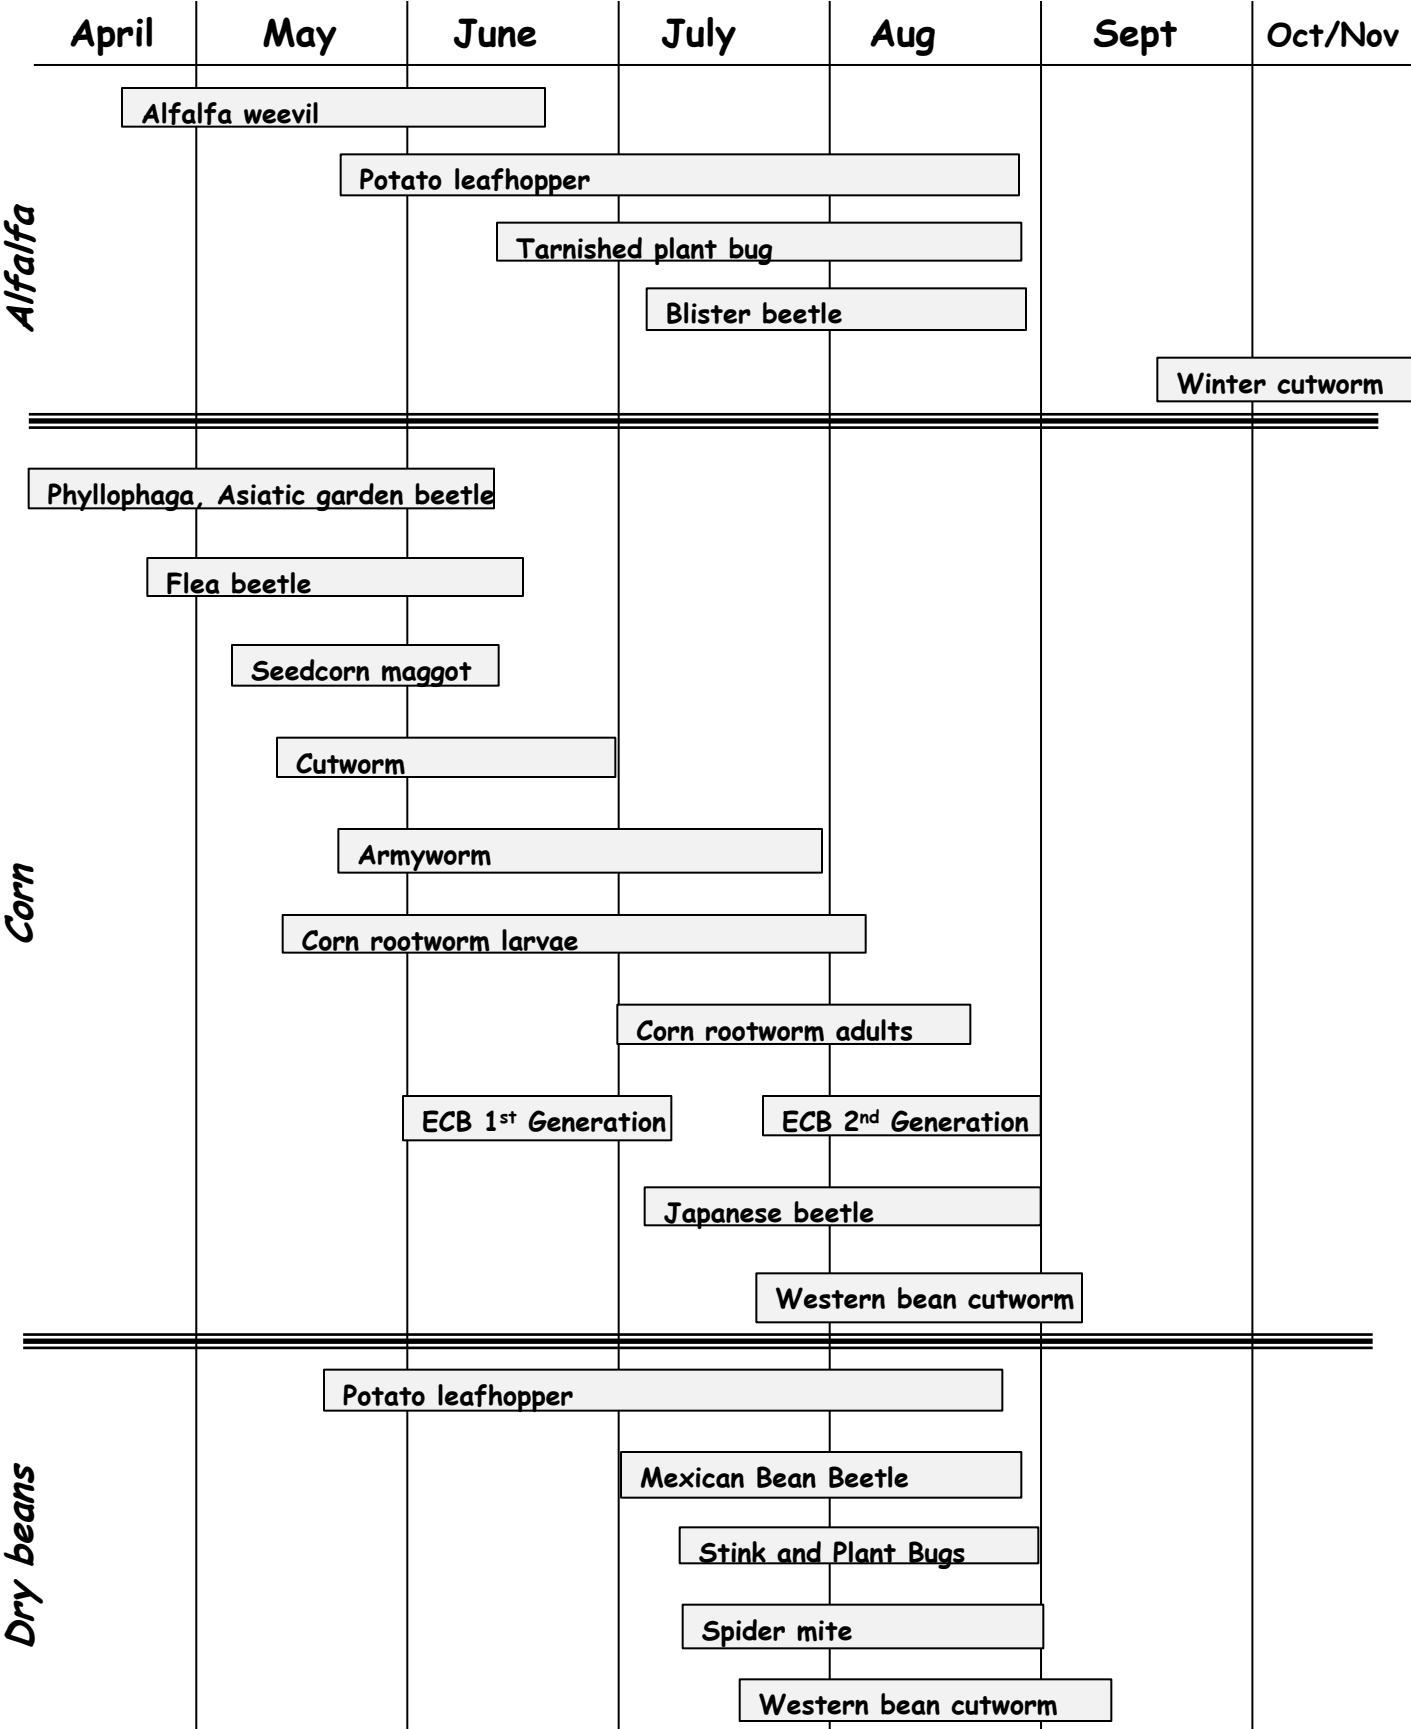 April May June July Aug Sept Oct/Nov
Alfalfa
Alfalfa weevil
Potato leafhopper
Tarnished plant bug
Blister beetle
Winter cutworm
Corn
Phyllophaga, Asiatic garden beetle
Flea beetle
Seedcorn maggot
Cutworm
Armyworm
Corn rootworm larvae
Corn rootworm adults
ECB 1st Generation ECB 2nd Generation
Japanese beetle
Western bean cutworm
Dry beans
Potato leafhopper
Mexican Bean Beetle
Stink and Plant Bugs
Spider mite
Western bean cutworm